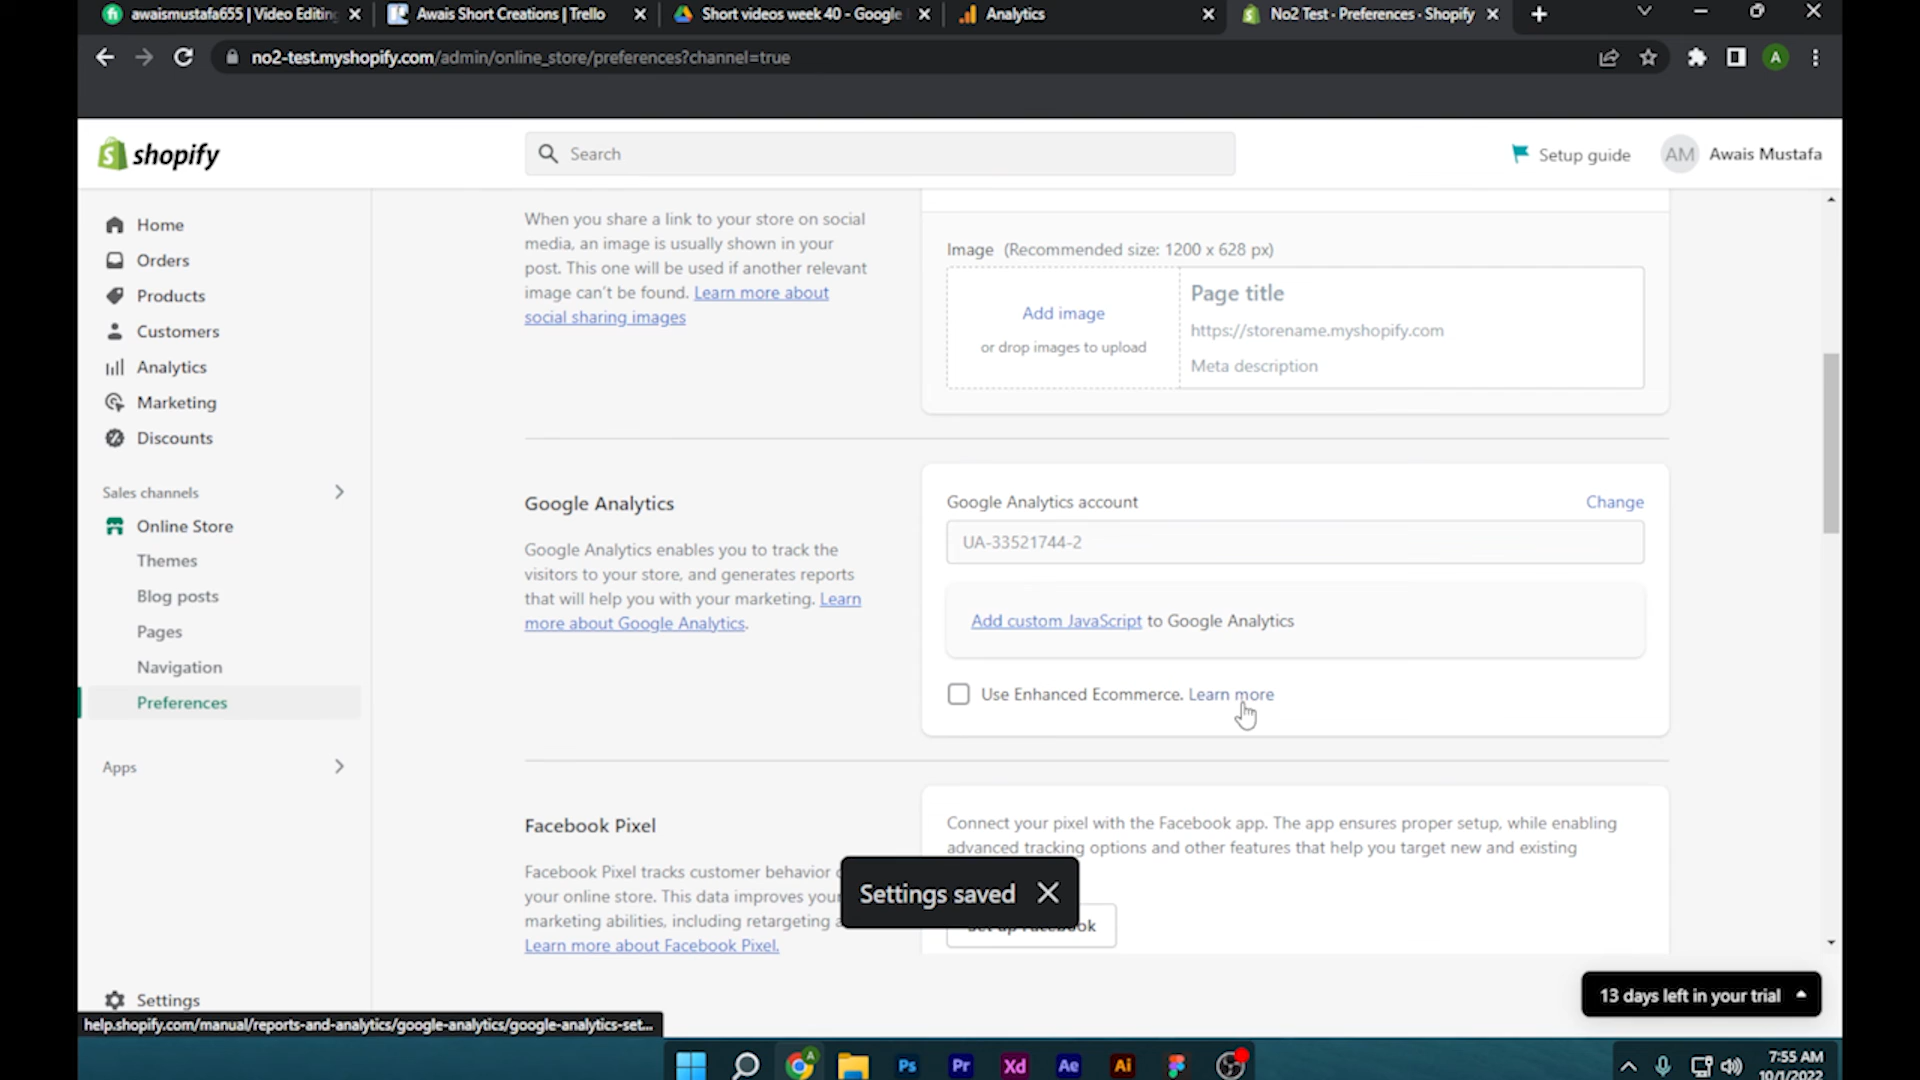 awaismustafa655 | Video Editing
Awais Short Creations | Trello
Short videos week 40 - Google
Analytics
No2 Test · Preferences · Shopify
no2-test.myshopify.com/admin/online_store/preferences?channel=true
A
shopify
Search
Setup guide
AM
Awais Mustafa
Home
Orders
Products
Customers
Analytics
Marketing
Discounts
Sales channels
Online Store
Themes
Blog posts
Pages
Navigation
Preferences
Apps
Settings
When you share a link to your store on social
media, an image is usually shown in your
post. This one will be used if another relevant
image can't be found. Learn more about
social sharing images
Image (Recommended size: 1200 x 628 px)
Add image
or drop images to upload
Page title
https://storename.myshopify.com
Meta description
Google Analytics
Google Analytics enables you to track the
visitors to your store, and generates reports
that will help you with your marketing. Learn
more about Google Analytics.
Google Analytics account
Change
UA-33521744-2
Add custom JavaScript to Google Analytics
Use Enhanced Ecommerce. Learn more
Facebook Pixel
Facebook Pixel tracks customer behavior
your online store. This data improves your
marketing abilities, including retargeting
Learn more about Facebook Pixel.
Connect your pixel with the Facebook app. The app ensures proper setup, while enabling
advanced tracking options and other features that help you target new and existing
Settings saved
13 days left in your trial
help.shopify.com/manual/reports-and-analytics/google-analytics/google-analytics-set...
A
Ps
Pr
Xd
Ae
Ai
7:55 AM
10/1/2022